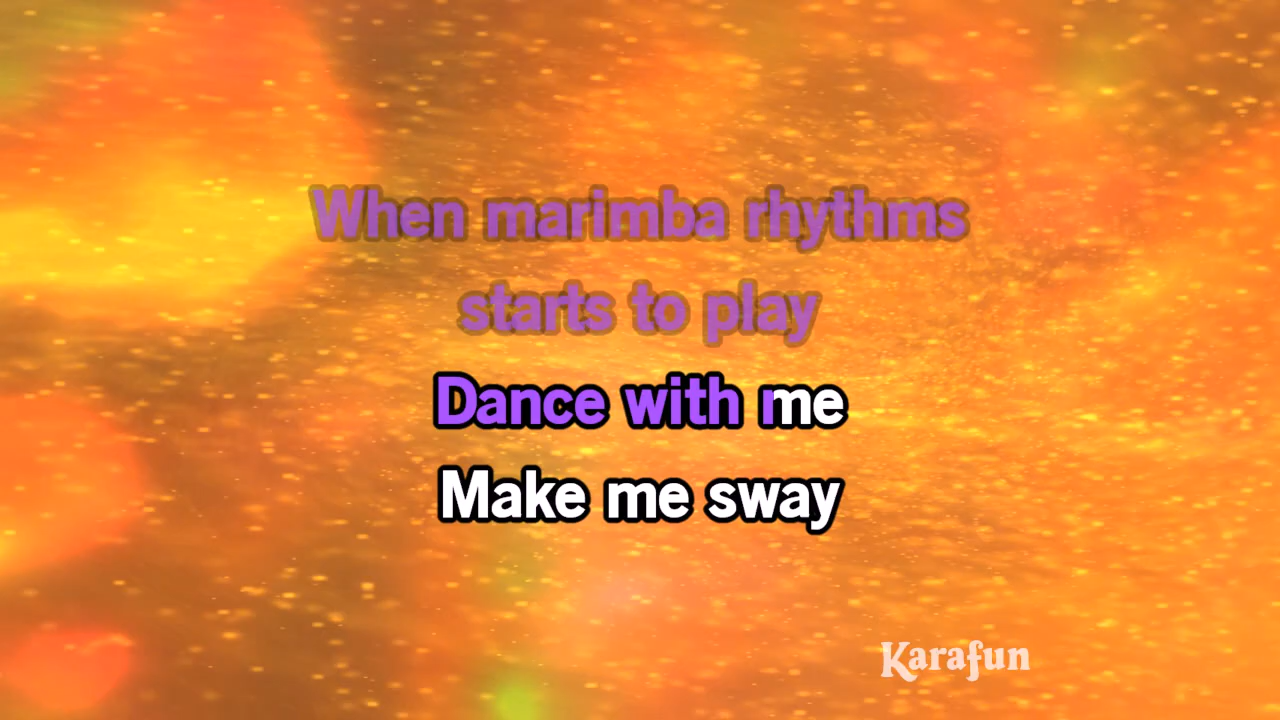 When marimba rhythms
starts to play
Dance with me
Make me sway
Karafun